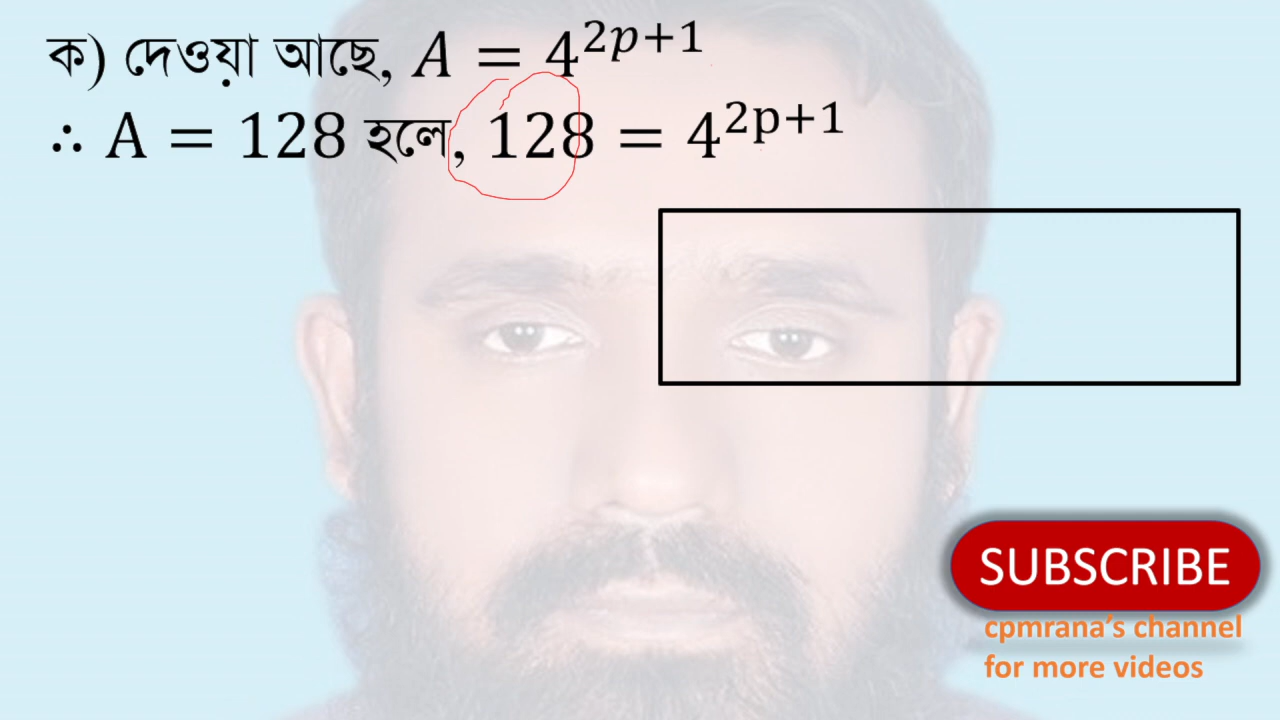 ক) দেওয়া আছে, A = 4^{2p+1}
∴ A = 128 হলে, 128 = 4^{2p+1}
SUBSCRIBE
cpmrana's channel
for more videos